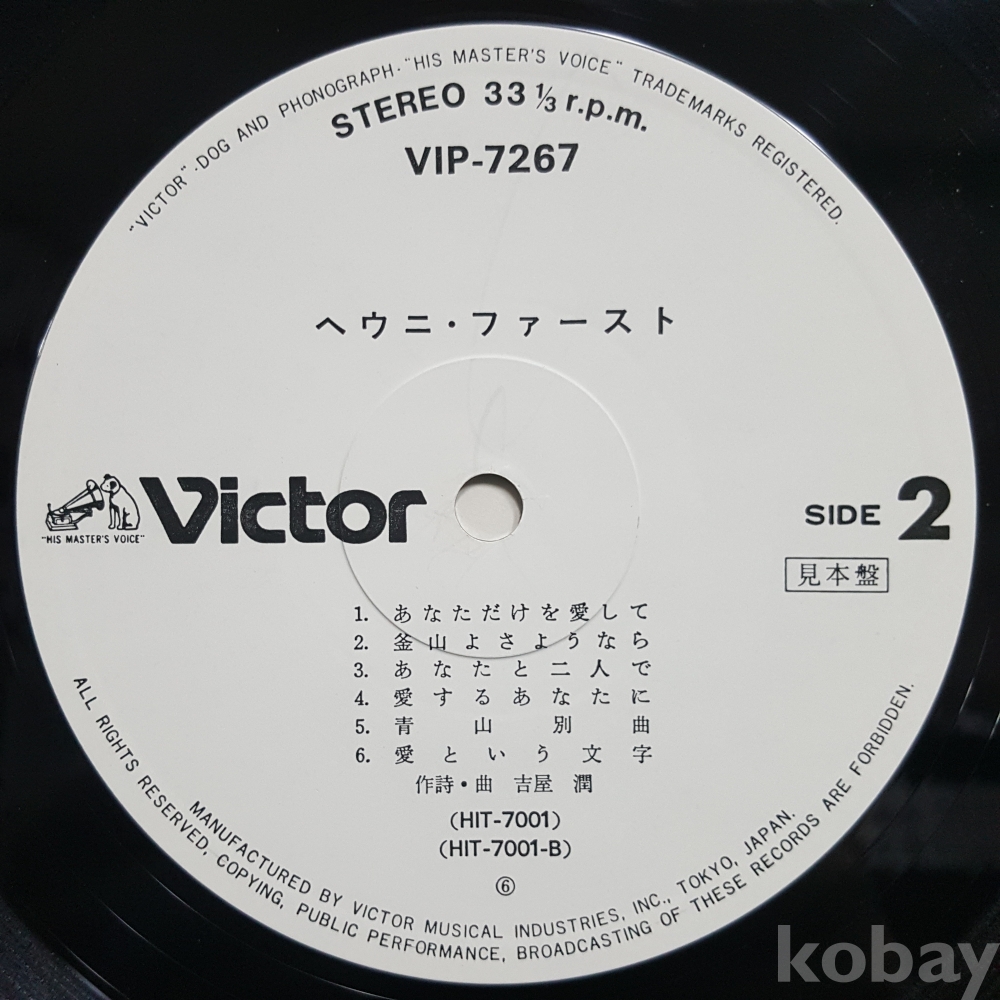 "VICTOR"·DOG AND PHONOGRAPH·"HIS MASTER'S VOICE" TRADEMARKS REGISTERED.
STEREO 33 ⅓ r.p.m.
VIP-7267
ヘウニ・ファースト
"HIS MASTER'S VOICE"
Victor
SIDE 2
見本盤
1. あなただけを愛して
2. 釜山よさようなら
3. あなたと二人で
4. 愛するあなたに
5. 青山別曲
6. 愛という文字
作詩・曲 吉屋 潤
(HIT-7001)
(HIT-7001-B)
⑥
MANUFACTURED BY VICTOR MUSICAL INDUSTRIES, INC., TOKYO, JAPAN.
ALL RIGHTS RESERVED, COPYING, PUBLIC PERFORMANCE, BROADCASTING OF THESE RECORDS ARE FORBIDDEN.
kobay